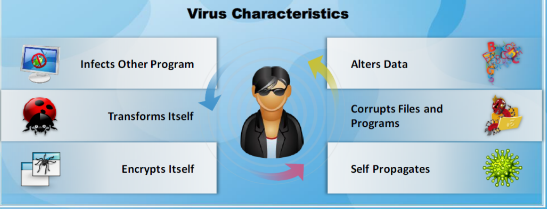 Virus Characteristics
Infects Other Program
Transforms Itself
Encrypts Itself
Alters Data
Corrupts Files and
Programs
Self Propagates